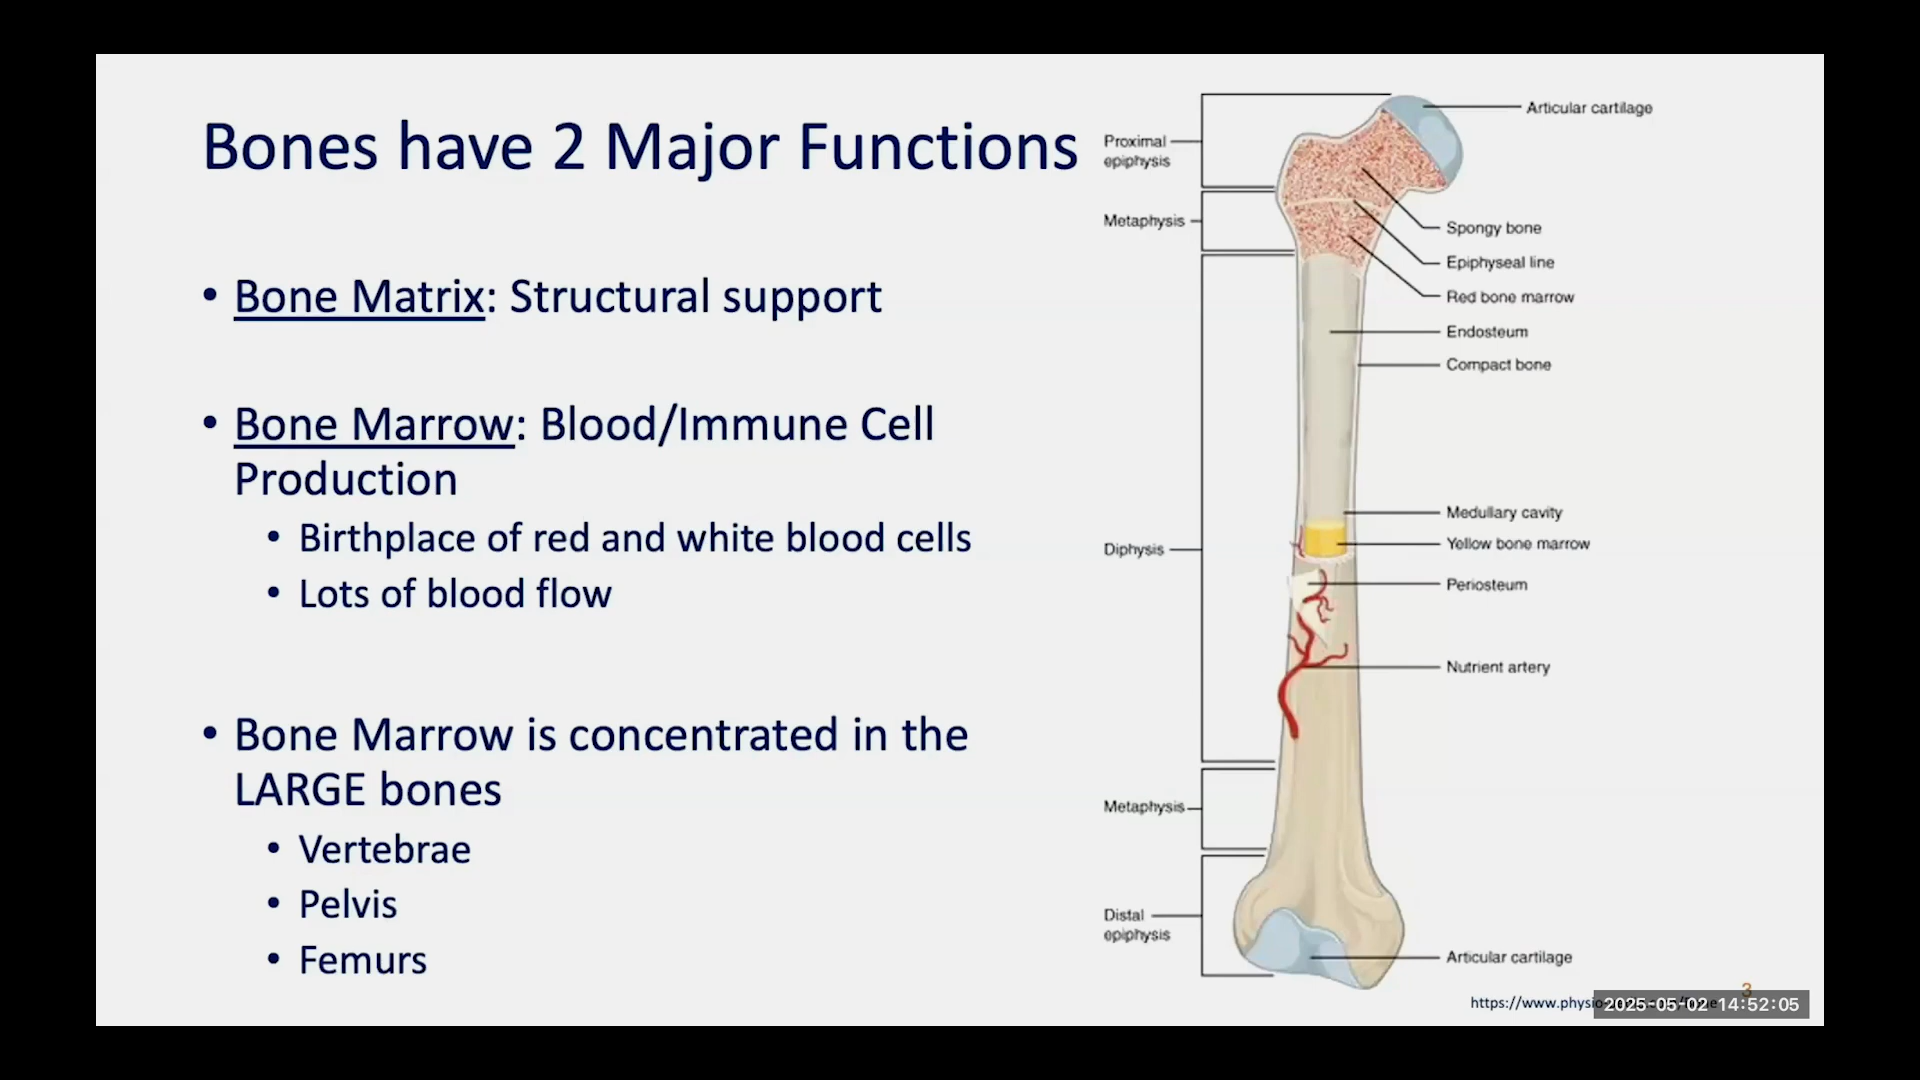 Bones have 2 Major Functions
• Bone Matrix: Structural support
• Bone Marrow: Blood/Immune Cell
Production
• Birthplace of red and white blood cells
• Lots of blood flow
• Bone Marrow is concentrated in the
LARGE bones
• Vertebrae
• Pelvis
• Femurs
Articular cartilage
Proximal
epiphysis
Metaphysis
Spongy bone
Epiphyseal line
Red bone marrow
Endosteum
Compact bone
Medullary cavity
Diphysis
Yellow bone marrow
Periosteum
Nutrient artery
Metaphysis
Distal
epiphysis
Articular cartilage
3
https://www.physio
2025-05-02 14:52:05